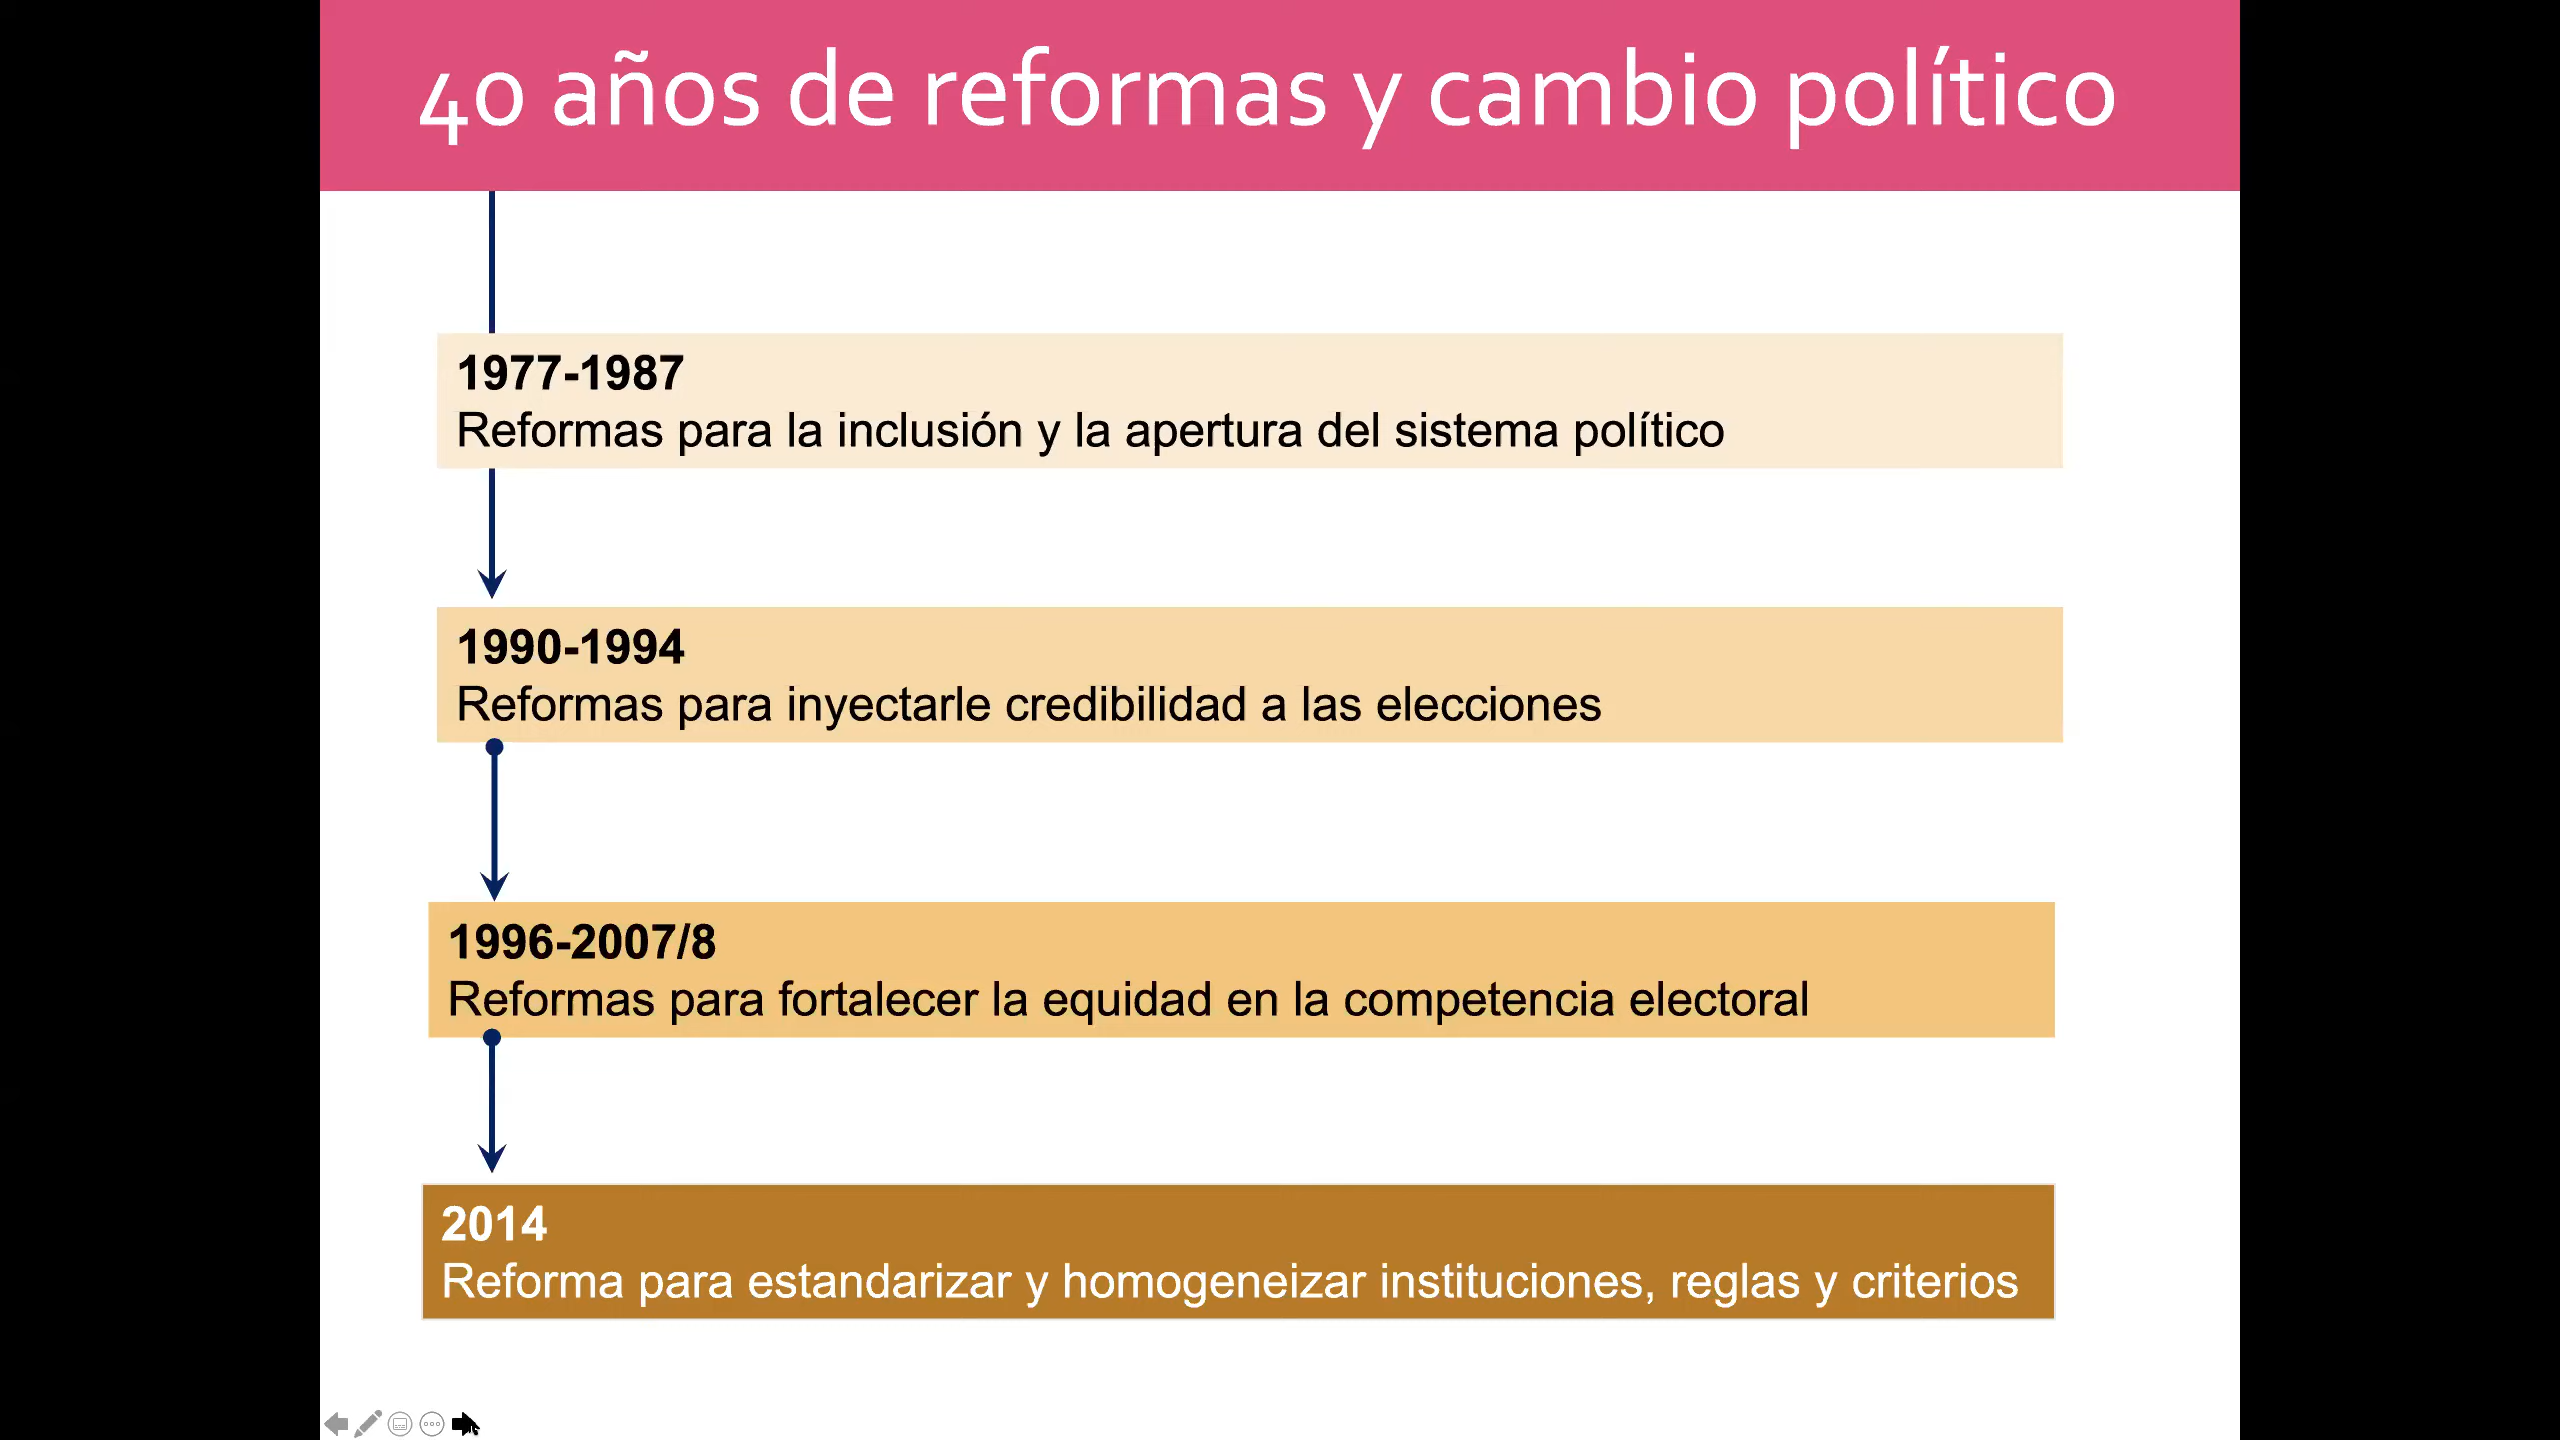 40 años de reformas y cambio político
1977-1987
Reformas para la inclusión y la apertura del sistema político
1990-1994
Reformas para inyectarle credibilidad a las elecciones
1996-2007/8
Reformas para fortalecer la equidad en la competencia electoral
2014
Reforma para estandarizar y homogeneizar instituciones, reglas y criterios